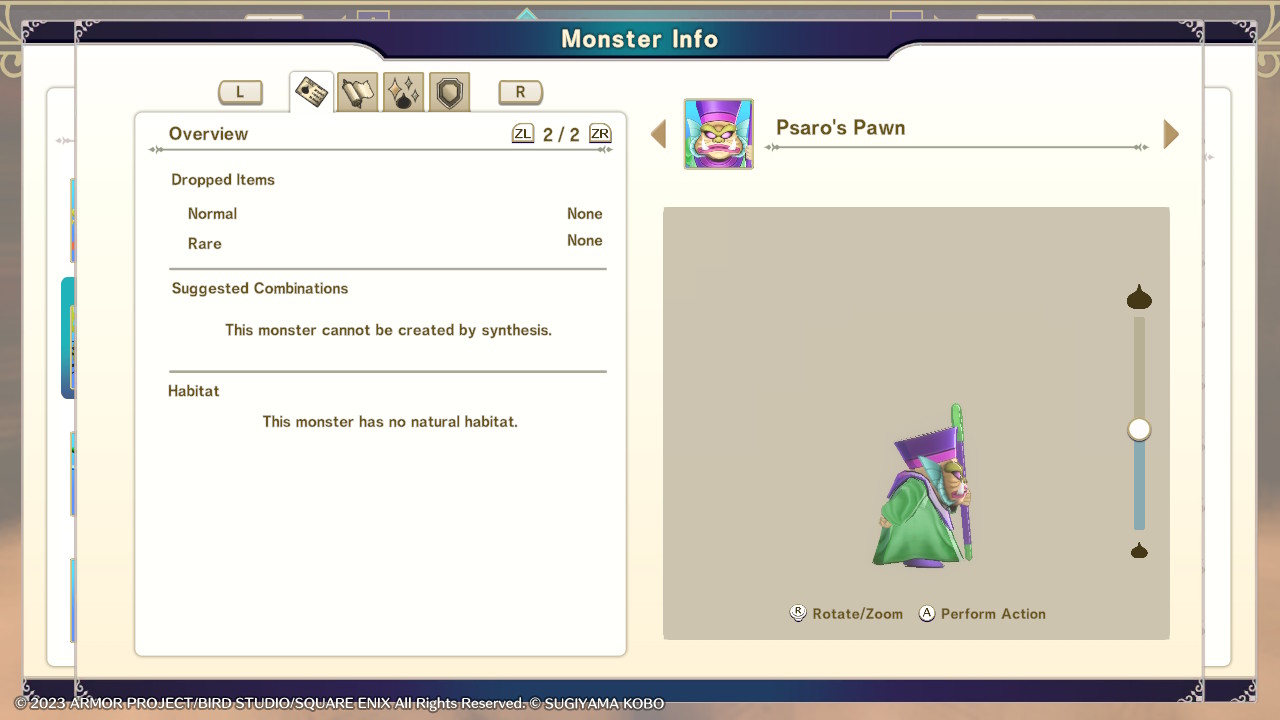 Monster Info
L
R
Overview
ZL 2 / 2 ZR
Psaro's Pawn
Dropped Items
Normal None
Rare None
Suggested Combinations
This monster cannot be created by synthesis.
Habitat
This monster has no natural habitat.
R Rotate/Zoom A Perform Action
© 2023 ARMOR PROJECT/BIRD STUDIO/SQUARE ENIX All Rights Reserved. © SUGIYAMA KOBO